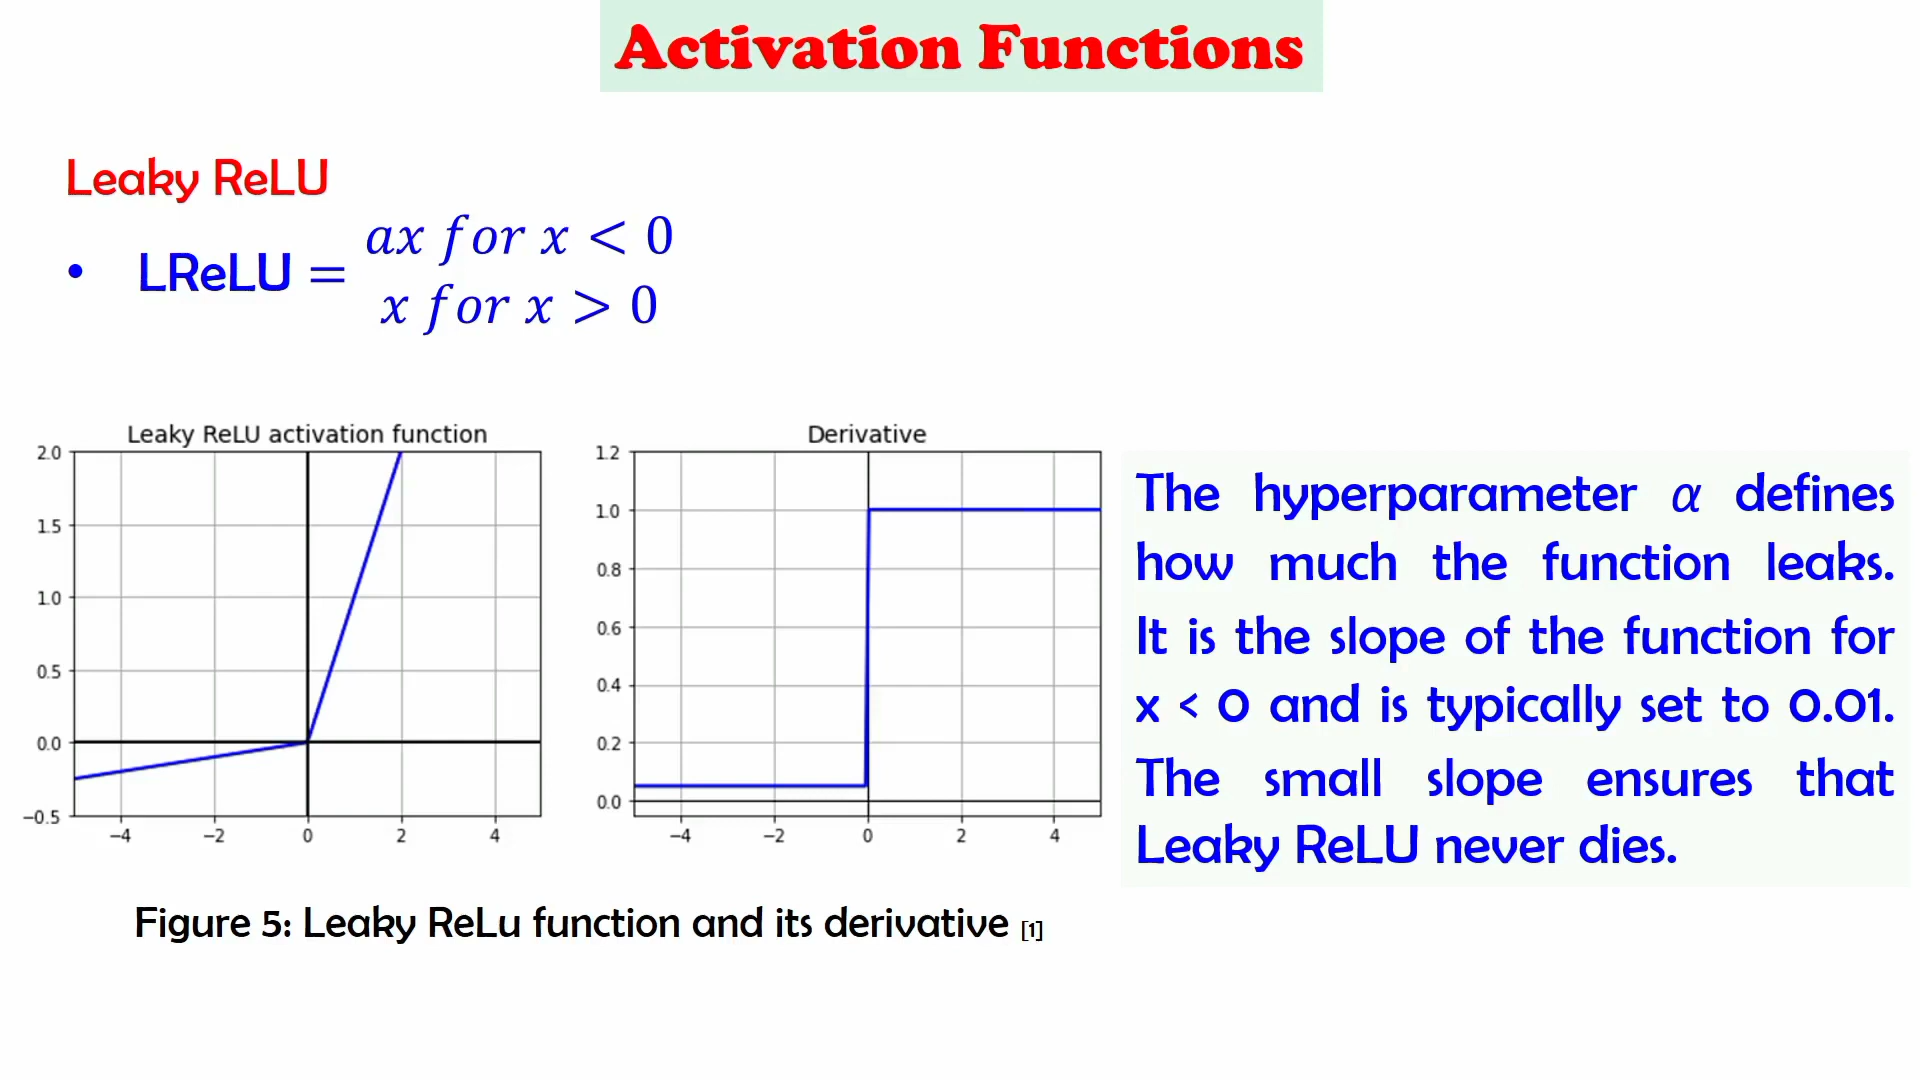 Activation Functions
Leaky ReLU
ax for x < 0
• LReLU =
x for x > 0
Leaky ReLU activation function
2.0
1.5
1.0
0.5
0.0
−0.5
−4 −2 0 2 4
Derivative
1.2
1.0
0.8
0.6
0.4
0.2
0.0
−4 −2 0 2 4
The hyperparameter α defines
how much the function leaks.
It is the slope of the function for
x < 0 and is typically set to 0.01.
The small slope ensures that
Leaky ReLU never dies.
Figure 5: Leaky ReLu function and its derivative [1]